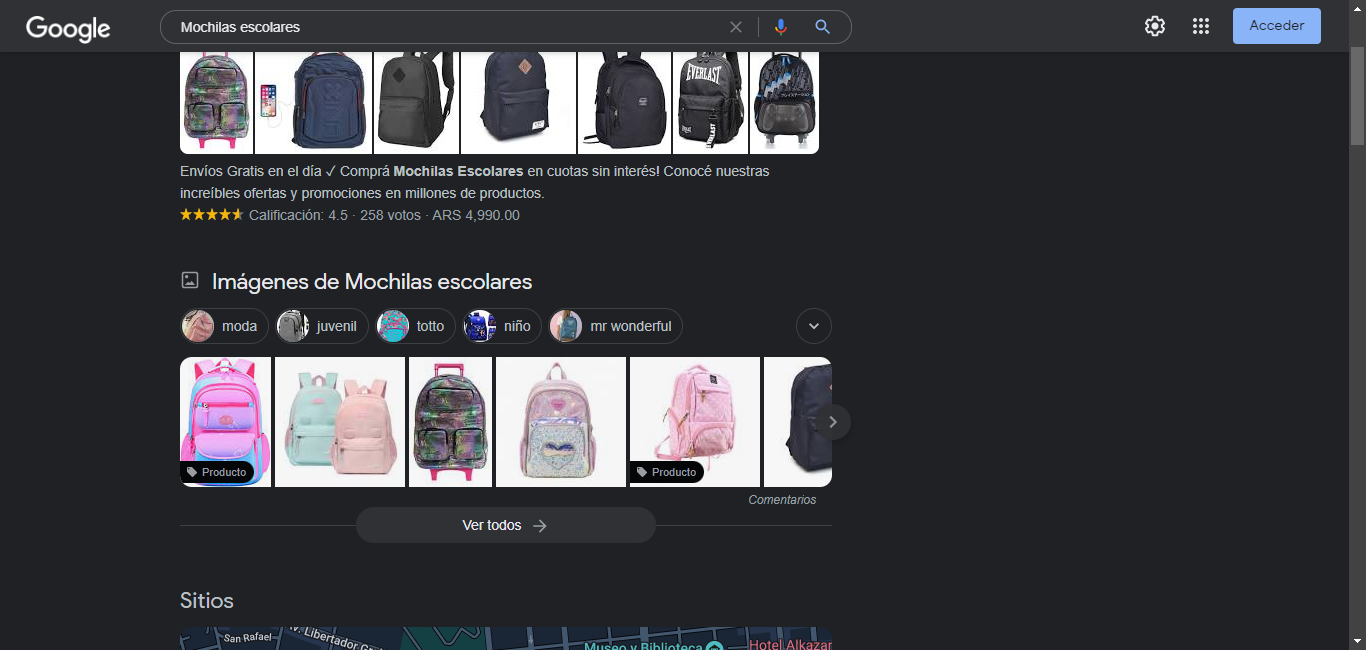 Google
Mochilas escolares
Acceder
EVERLAST
Envíos Gratis en el día ✓ Comprá Mochilas Escolares en cuotas sin interés! Conocé nuestras
increíbles ofertas y promociones en millones de productos.
Calificación: 4.5 · 258 votos · ARS 4,990.00
Imágenes de Mochilas escolares
moda
juvenil
totto
niño
mr wonderful
Producto
Producto
Comentarios
Ver todos
Sitios
San Rafael
Av. Libertador Gra
Museo y Biblioteca
Hotel Alkazar